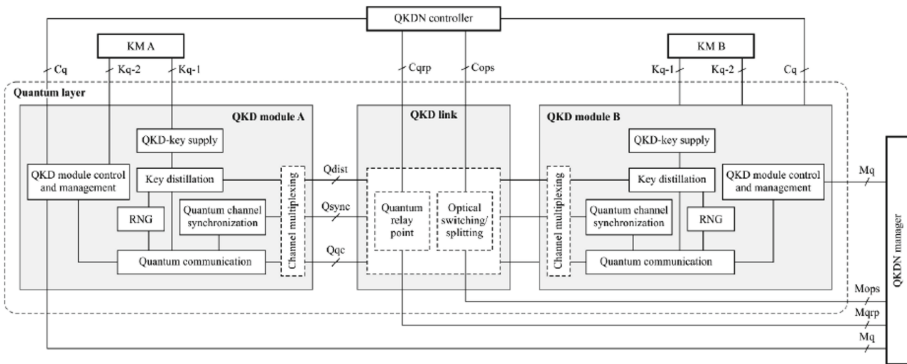 QKDN controller
KM A
KM B
Cq
Kq-2
Kq-1
Cqrp
Cops
Kq-1
Kq-2
Cq
Quantum layer
QKD module A
QKD link
QKD module B
QKD-key supply
QKD-key supply
QKD module control
and management
Key distillation
Qdist
Key distillation
QKD module control
and management
Mq
RNG
Quantum channel
synchronization
Channel multiplexing
Qsync
Quantum
relay
point
Optical
switching/
splitting
Channel multiplexing
Quantum channel
synchronization
RNG
Quantum communication
Qqc
Quantum communication
QKDN manager
Mops
Mqrp
Mq